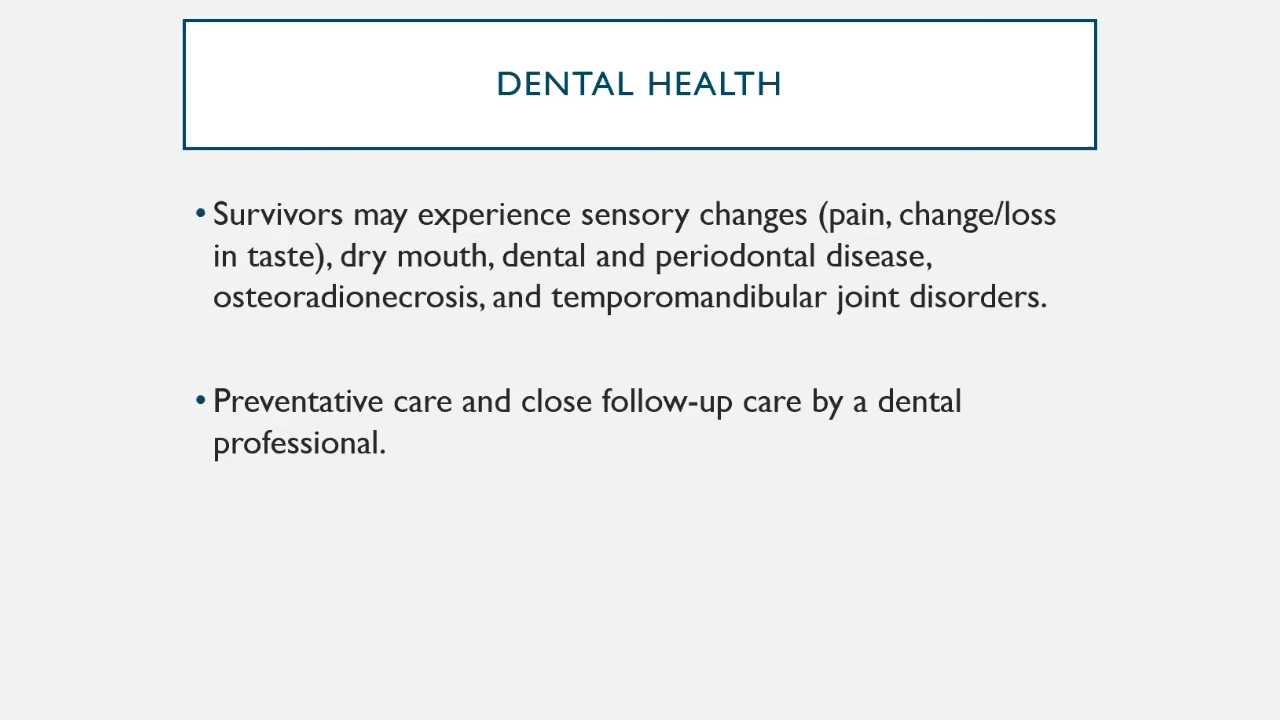 DENTAL HEALTH
• Survivors may experience sensory changes (pain, change/loss
in taste), dry mouth, dental and periodontal disease,
osteoradionecrosis, and temporomandibular joint disorders.
• Preventative care and close follow-up care by a dental
professional.